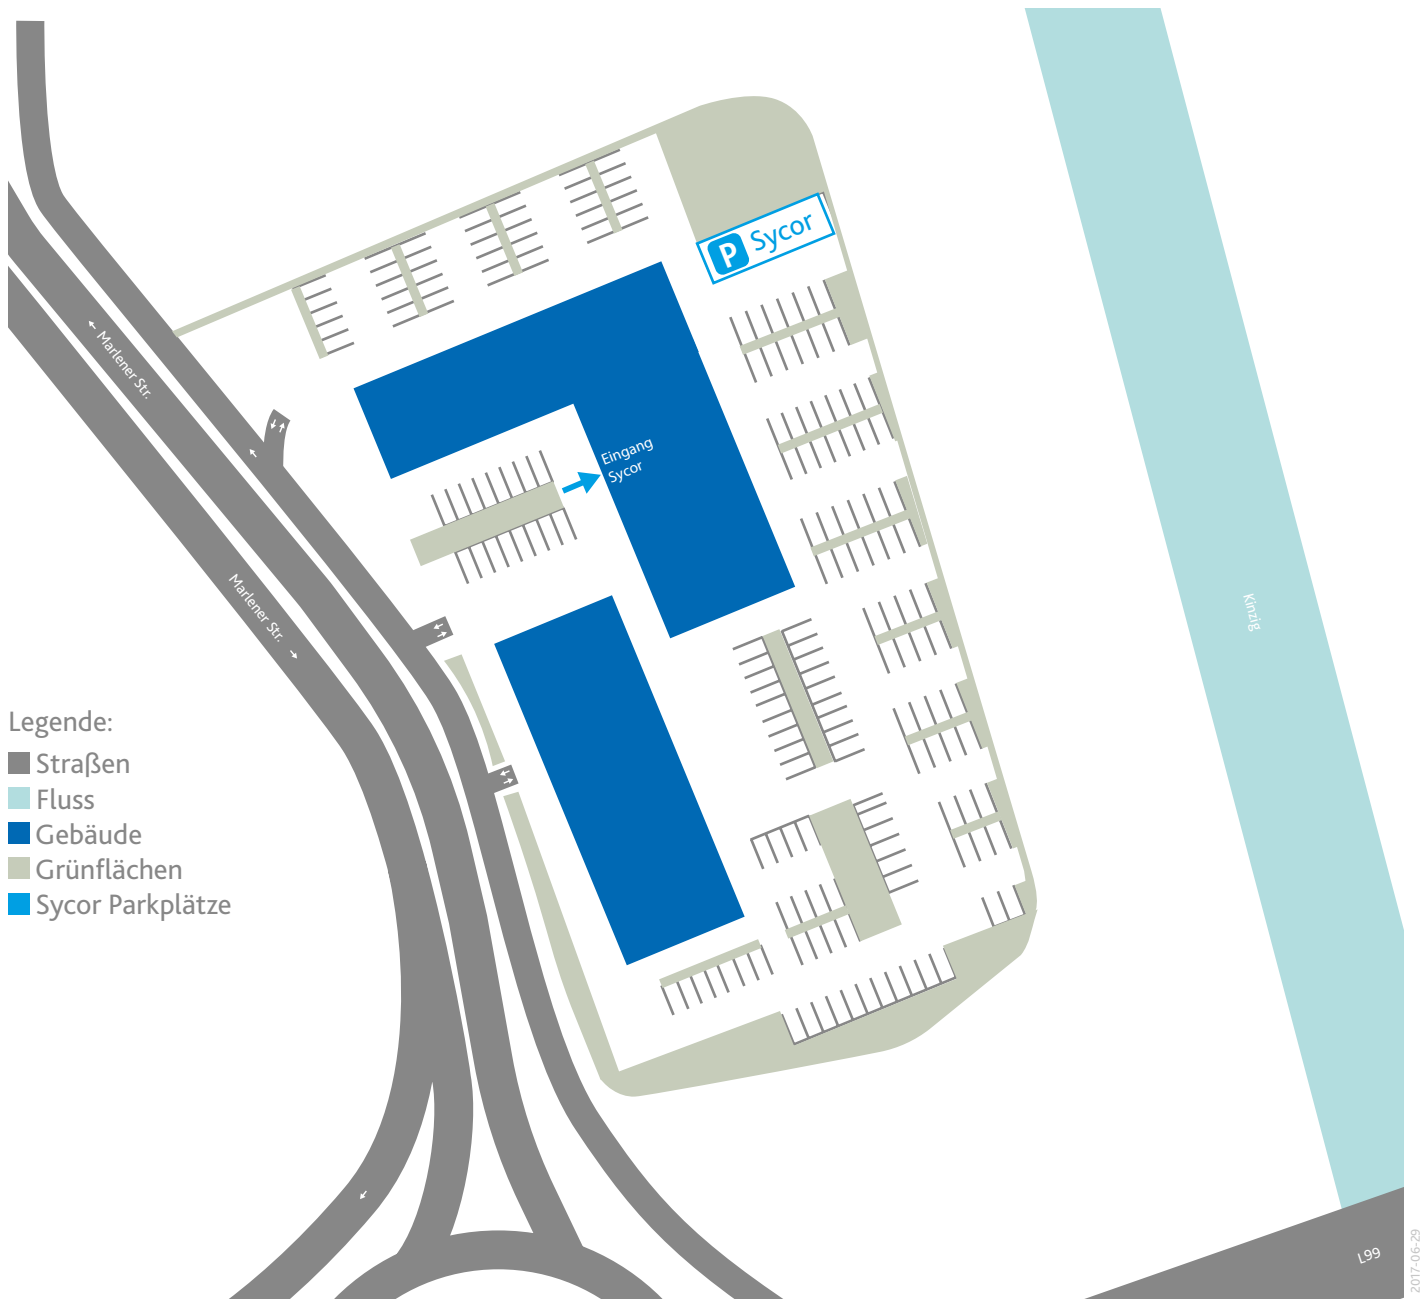 P Sycor
Marlener Str.
Eingang
Sycor
Marlener Str.
Kinzig
Legende:
Straßen
Fluss
Gebäude
Grünflächen
Sycor Parkplätze
L99
2017-06-29